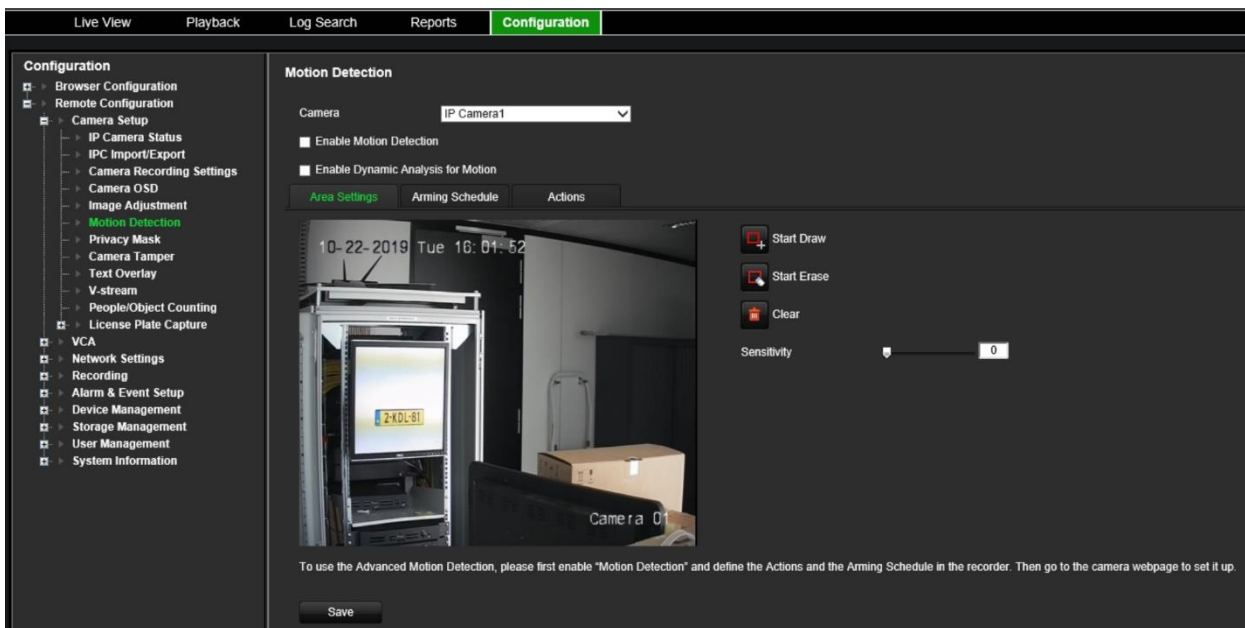 Live View Playback Log Search Reports Configuration
Configuration
Browser Configuration
Remote Configuration
Camera Setup
IP Camera Status
IPC Import/Export
Camera Recording Settings
Camera OSD
Image Adjustment
Motion Detection
Privacy Mask
Camera Tamper
Text Overlay
V-stream
People/Object Counting
License Plate Capture
VCA
Network Settings
Recording
Alarm & Event Setup
Device Management
Storage Management
User Management
System Information
Motion Detection
Camera IP Camera1
Enable Motion Detection
Enable Dynamic Analysis for Motion
Area Settings Arming Schedule Actions
10-22-2019 Tue 16:01:52
2-KDL-81
Camera 01
Start Draw
Start Erase
Clear
Sensitivity 0
To use the Advanced Motion Detection, please first enable "Motion Detection" and define the Actions and the Arming Schedule in the recorder. Then go to the camera webpage to set it up.
Save